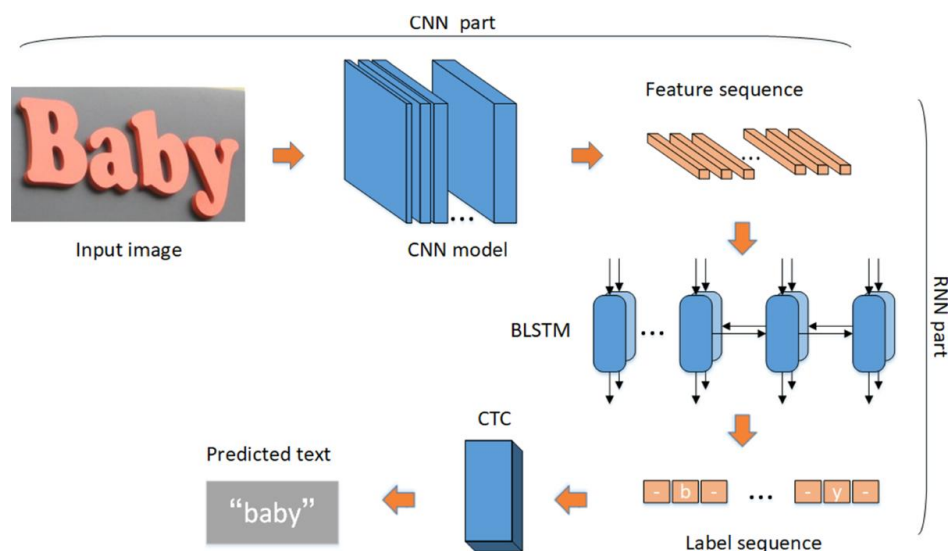 CNN part
Baby
Input image
CNN model
...
Feature sequence
...
RNN part
BLSTM
...
- b - ... - y -
Label sequence
CTC
Predicted text
“baby”